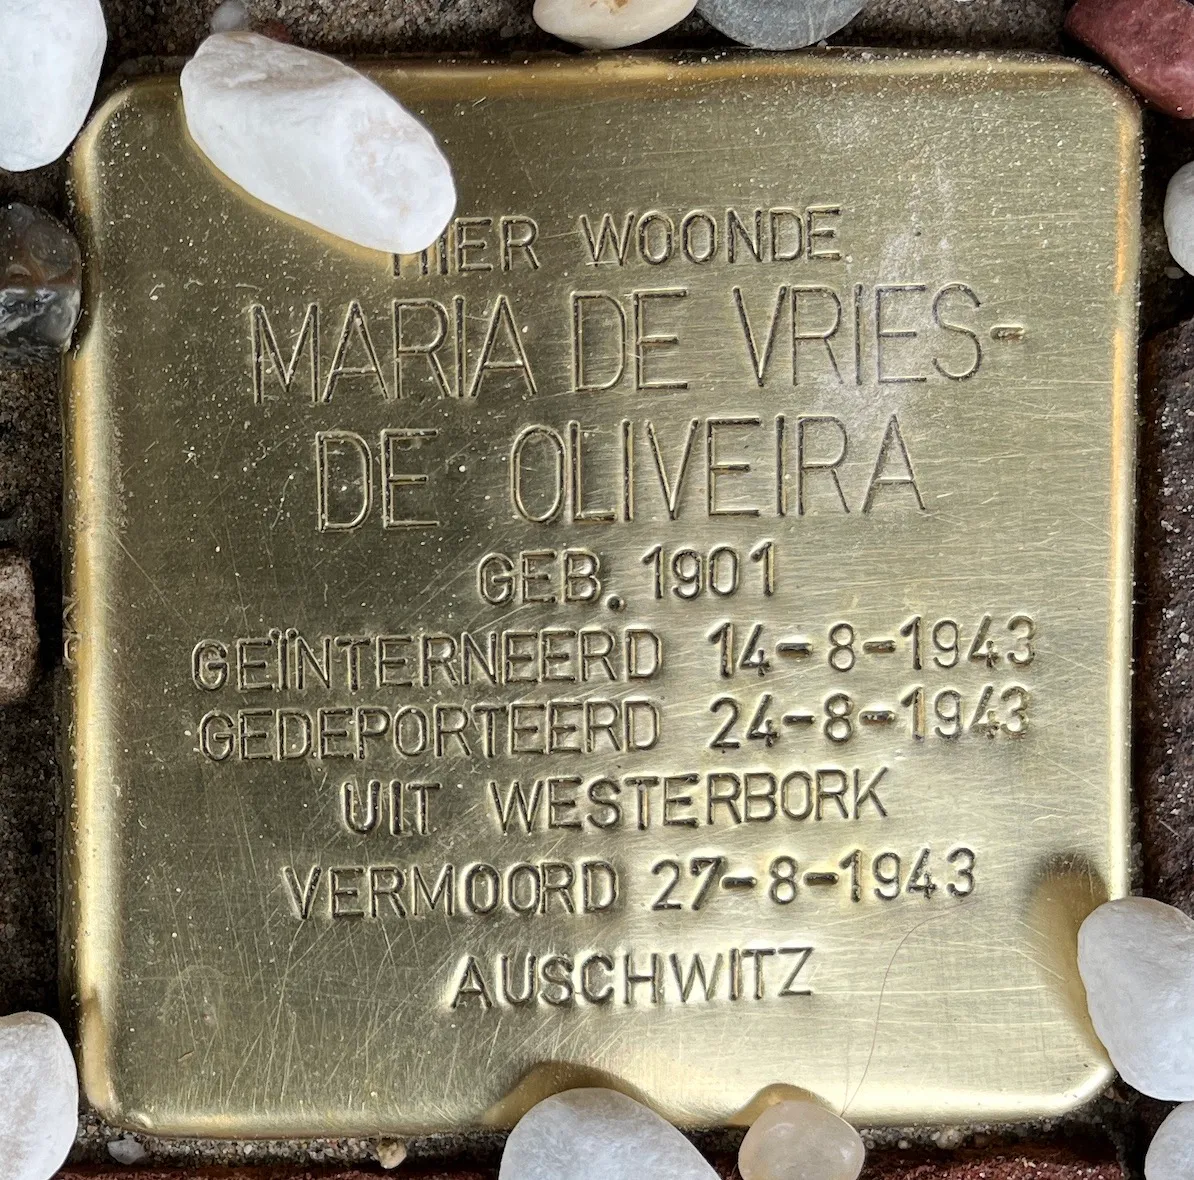 HIER WOONDE
MARIA DE VRIES-
DE OLIVEIRA
GEB. 1901
GEÏNTERNEERD 14-8-1943
GEDEPORTEERD 24-8-1943
UIT WESTERBORK
VERMOORD 27-8-1943
AUSCHWITZ